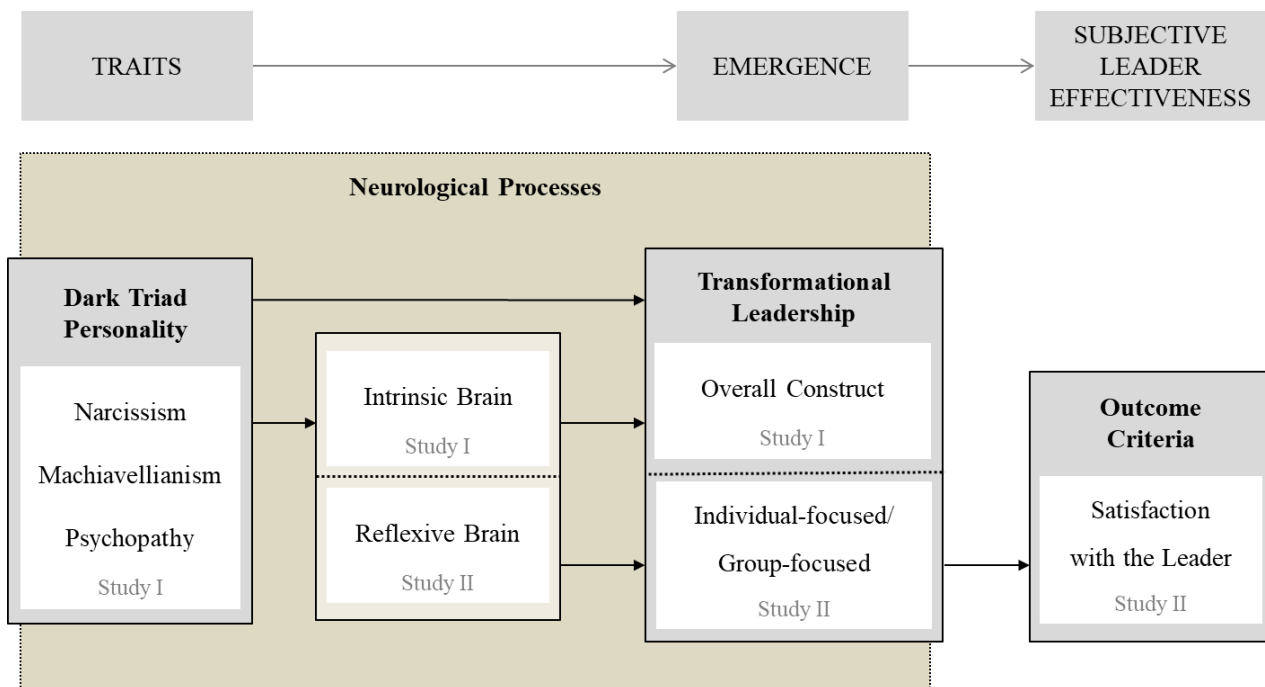 TRAITS
EMERGENCE
SUBJECTIVE
LEADER
EFFECTIVENESS
Neurological Processes
Dark Triad
Personality
Narcissism
Machiavellianism
Psychopathy
Study I
Intrinsic Brain
Study I
Reflexive Brain
Study II
Transformational
Leadership
Overall Construct
Study I
Individual-focused/
Group-focused
Study II
Outcome
Criteria
Satisfaction
with the Leader
Study II